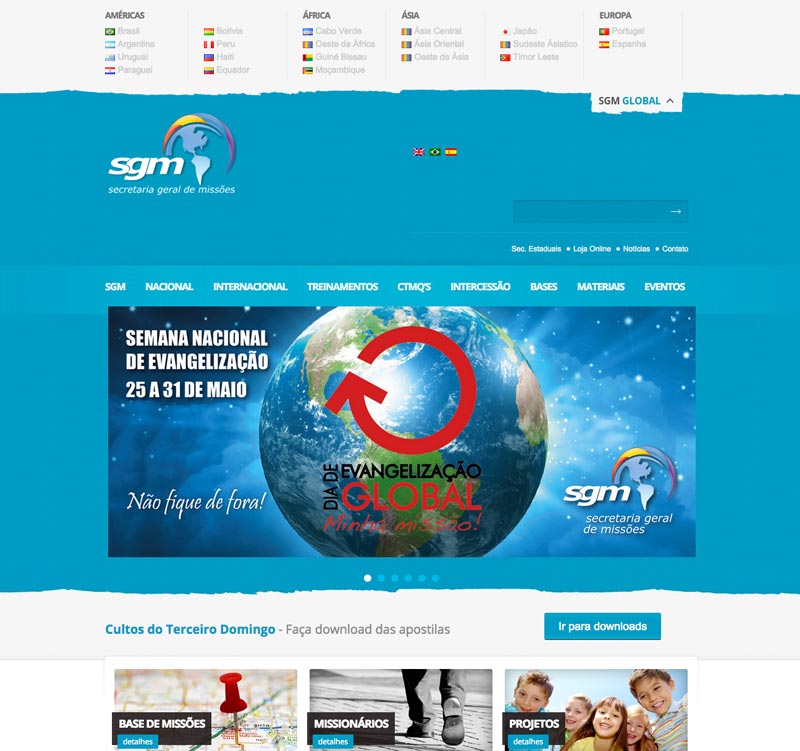 AMÉRICAS
Brasil
Argentina
Uruguai
Paraguai
Bolívia
Peru
Haiti
Equador
ÁFRICA
Cabo Verde
Oeste da África
Guiné Bissau
Moçambique
ÁSIA
Ásia Central
Ásia Oriental
Oeste da Ásia
Japão
Sudeste Ásiatico
Timor Leste
EUROPA
Portugal
Espanha
SGM GLOBAL
sgm
secretaria geral de missões
Sec. Estaduais • Loja Online • Notícias • Contato
SGM NACIONAL INTERNACIONAL TREINAMENTOS CTMQ'S INTERCESSÃO BASES MATERIAIS EVENTOS
SEMANA NACIONAL
DE EVANGELIZAÇÃO
25 A 31 DE MAIO
DIA DE
EVANGELIZAÇÃO
GLOBAL
Minha missão!
Não fique de fora!
sgm
secretaria geral
de missões
Cultos do Terceiro Domingo - Faça download das apostilas
Ir para downloads
BASE DE MISSÕES
detalhes
MISSIONÁRIOS
detalhes
PROJETOS
detalhes